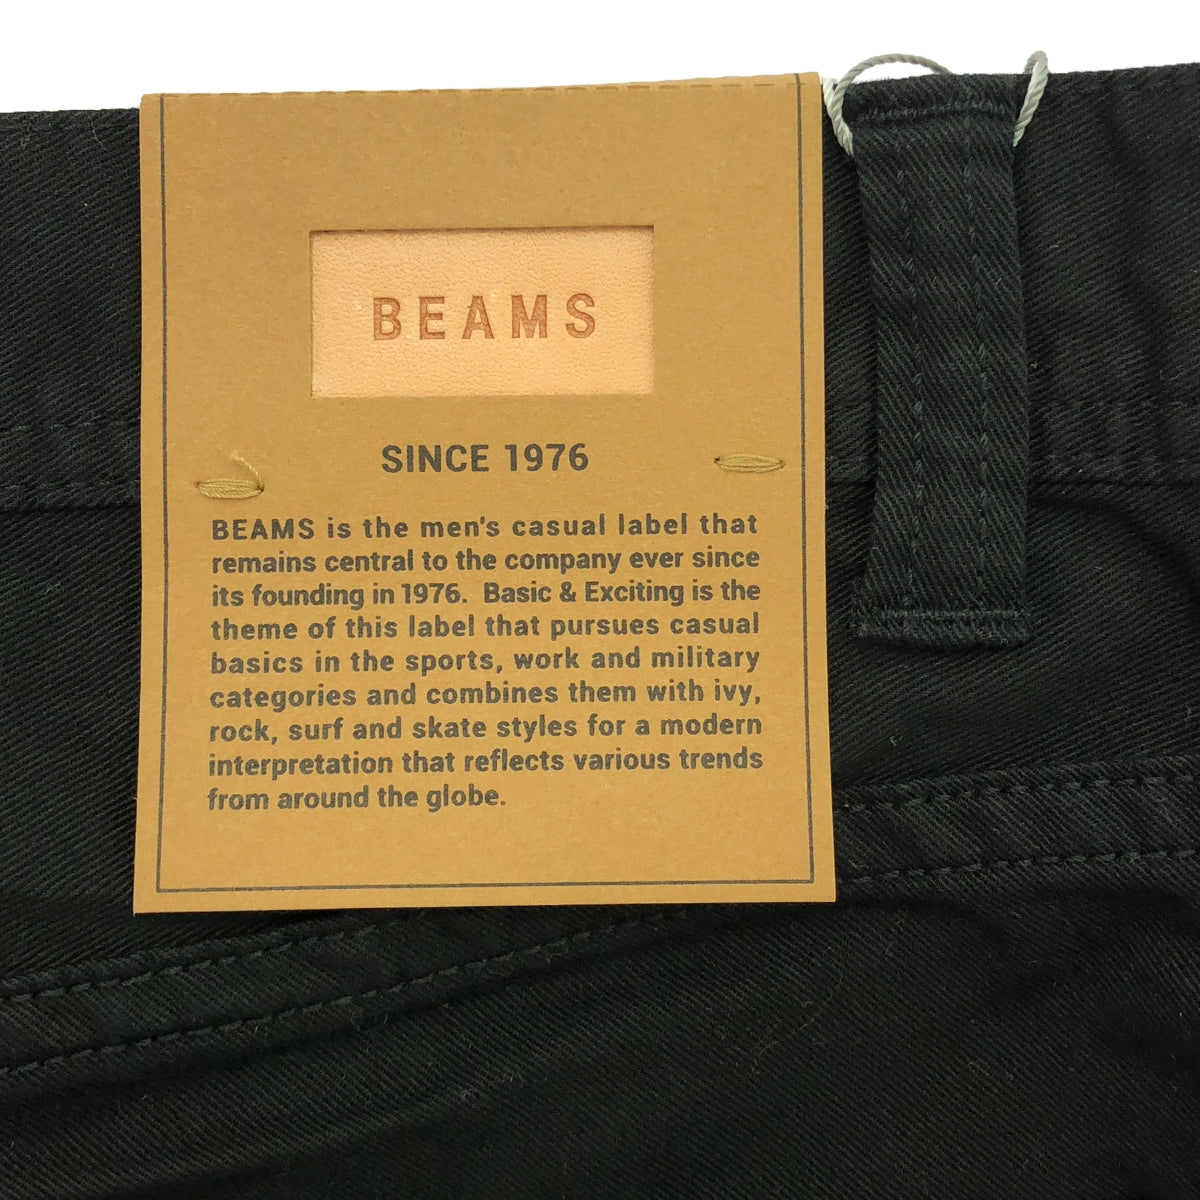 BEAMS
SINCE 1976
BEAMS is the men's casual label that
remains central to the company ever since
its founding in 1976.  Basic & Exciting is the
theme of this label that pursues casual
basics in the sports, work and military
categories and combines them with ivy,
rock, surf and skate styles for a modern
interpretation that reflects various trends
from around the globe.